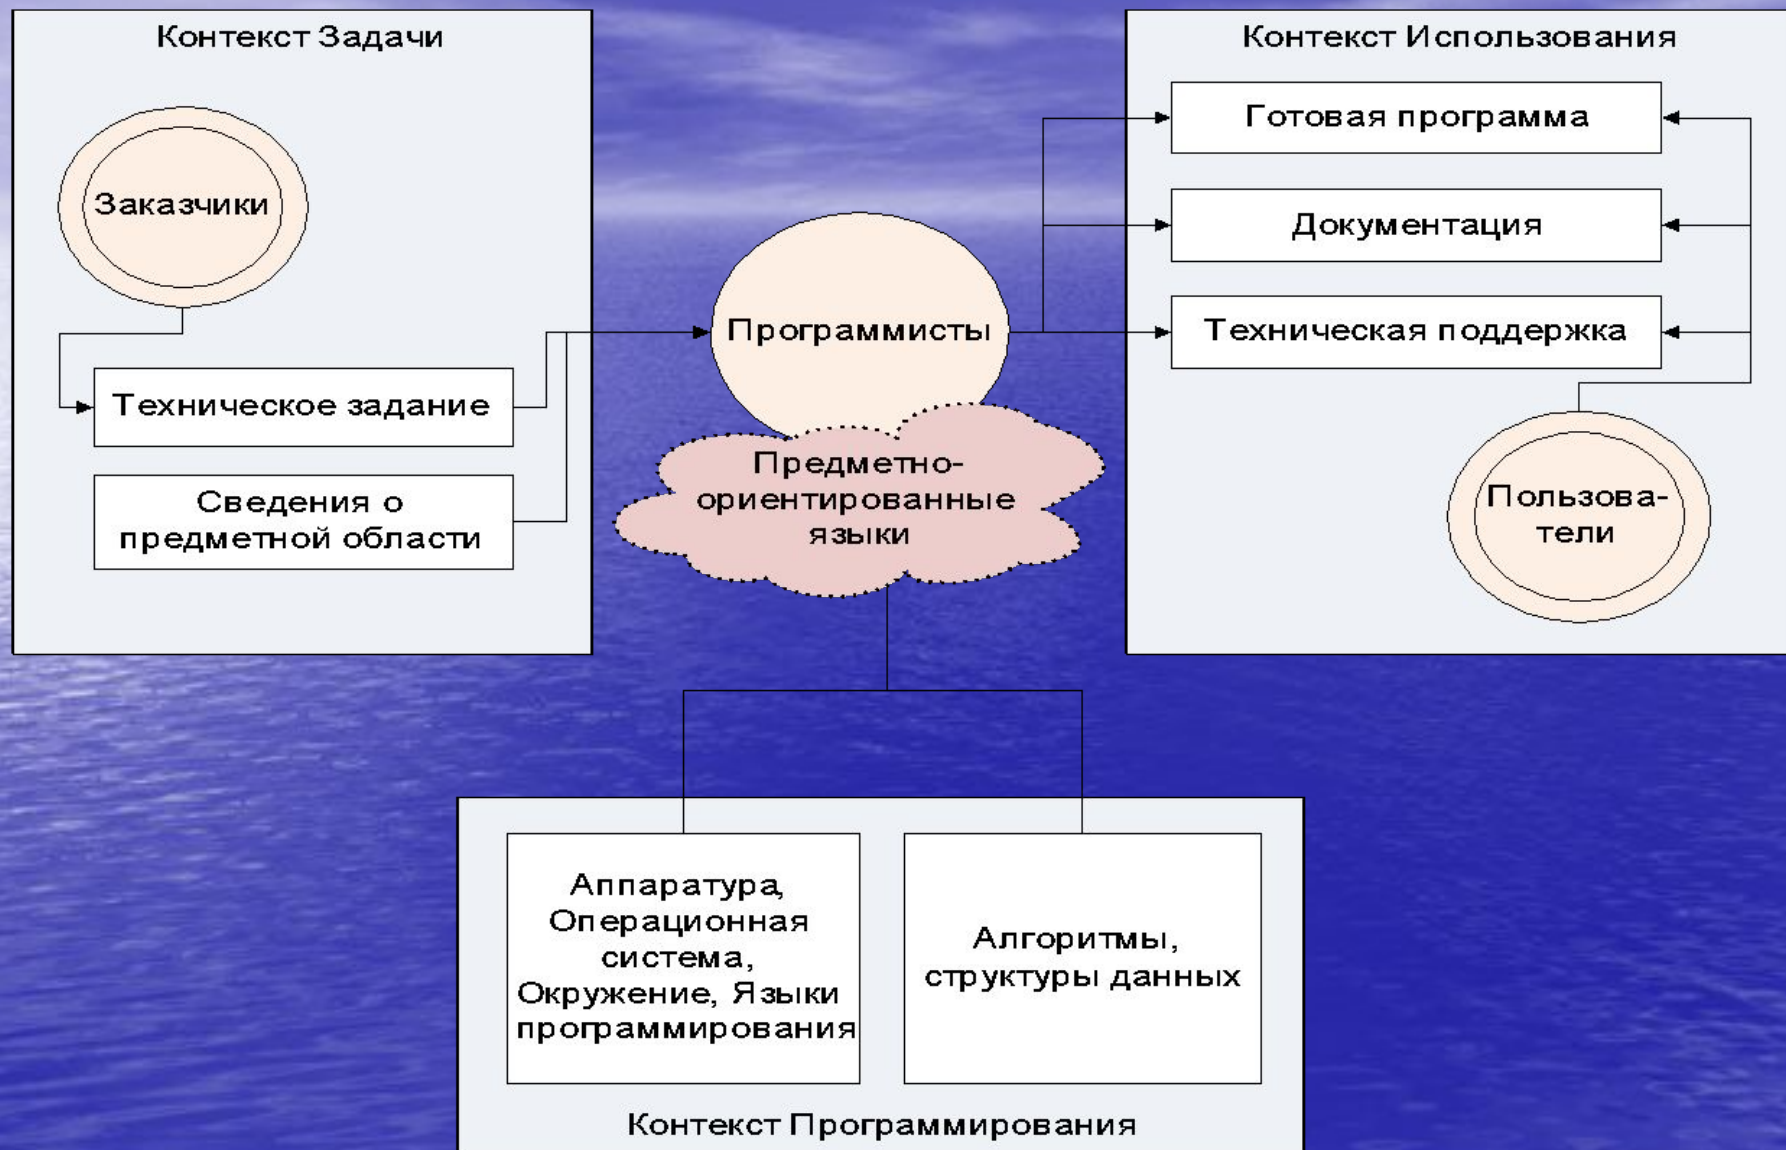 Контекст Задачи
Заказчики
Техническое задание
Сведения о
предметной области
Программисты
Предметно-
ориентированные
языки
Контекст Использования
Готовая программа
Документация
Техническая поддержка
Пользова-
тели
Аппаратура,
Операционная
система,
Окружение, Языки
программирования
Алгоритмы,
структуры данных
Контекст Программирования